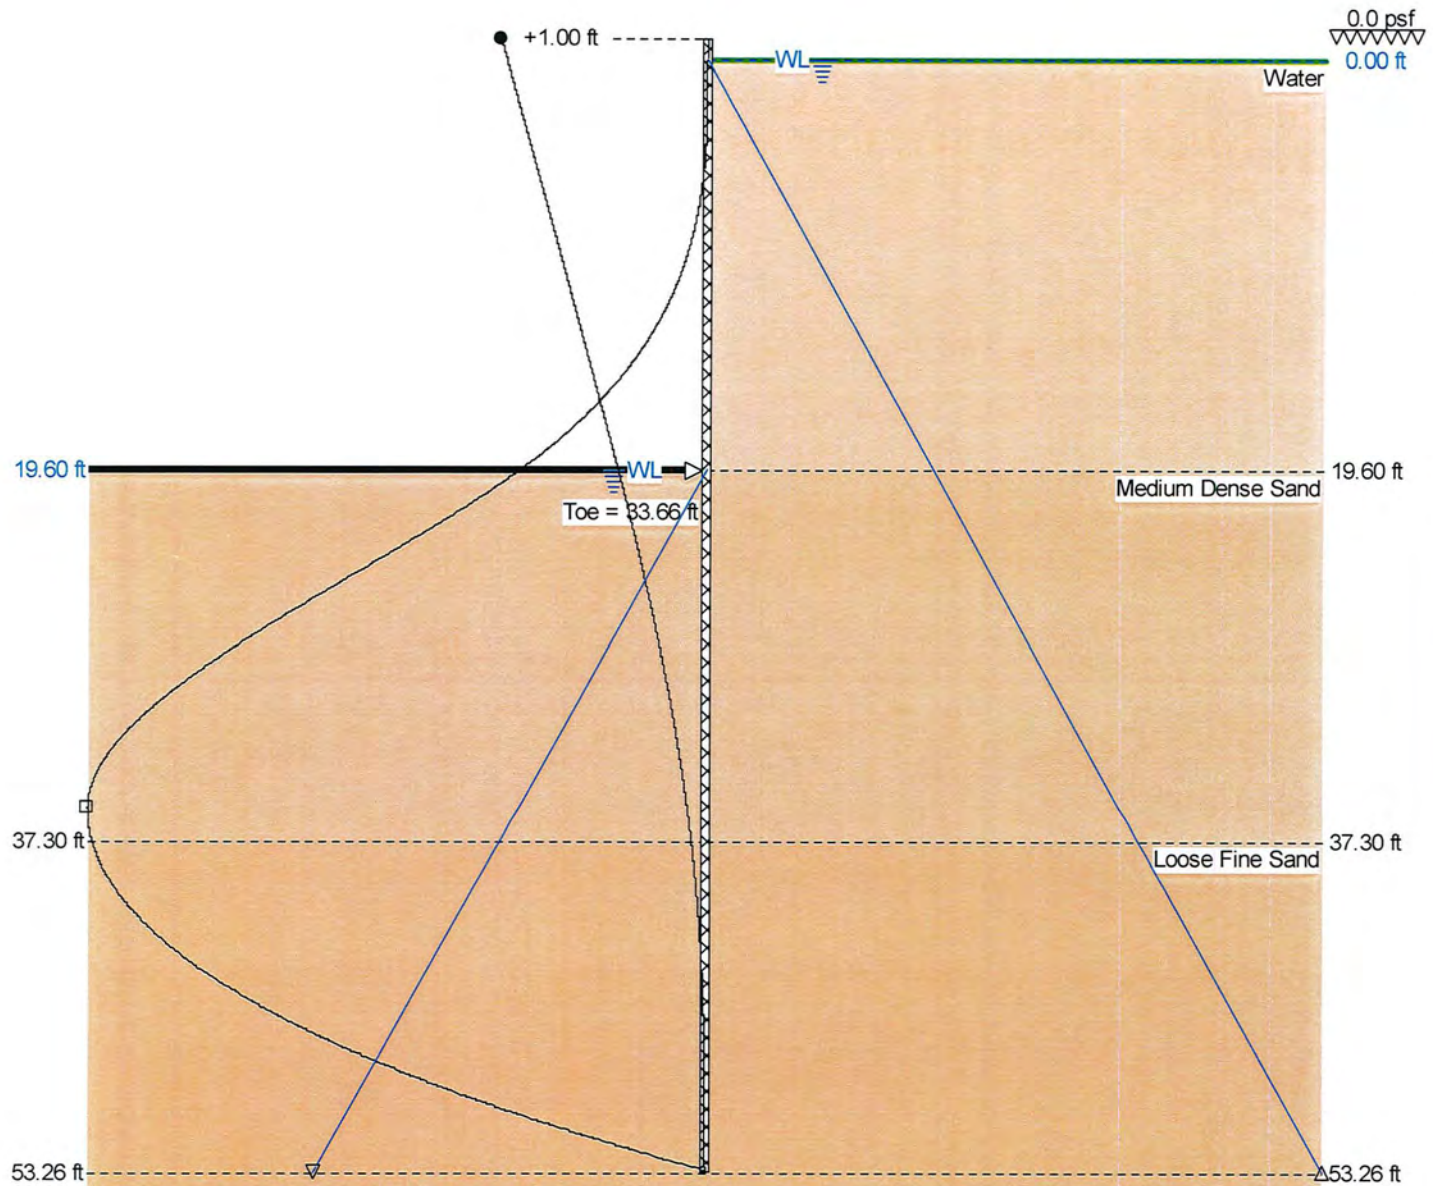 0.0 psf
+1.00 ft
WL
0.00 ft
Water
19.60 ft
WL
19.60 ft
Medium Dense Sand
Toe = 33.66 ft
37.30 ft
37.30 ft
Loose Fine Sand
53.26 ft
53.26 ft